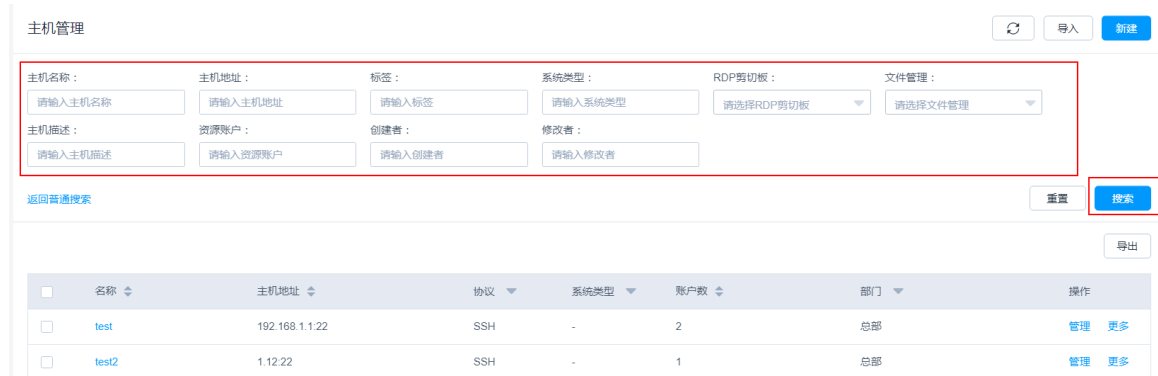 主机管理 导入 新建
主机名称： 主机地址： 标签： 系统类型： RDP剪切板： 文件管理：
请输入主机名称 请输入主机地址 请输入标签 请输入系统类型 请选择RDP剪切板 请选择文件管理
主机描述： 资源账户： 创建者： 修改者：
请输入主机描述 请输入资源账户 请输入创建者 请输入修改者
返回普通搜索 重置 搜索
导出
名称 主机地址 协议 系统类型 账户数 部门 操作
test 192.168.1.1:22 SSH - 2 总部 管理 更多
test2 1.12:22 SSH - 1 总部 管理 更多